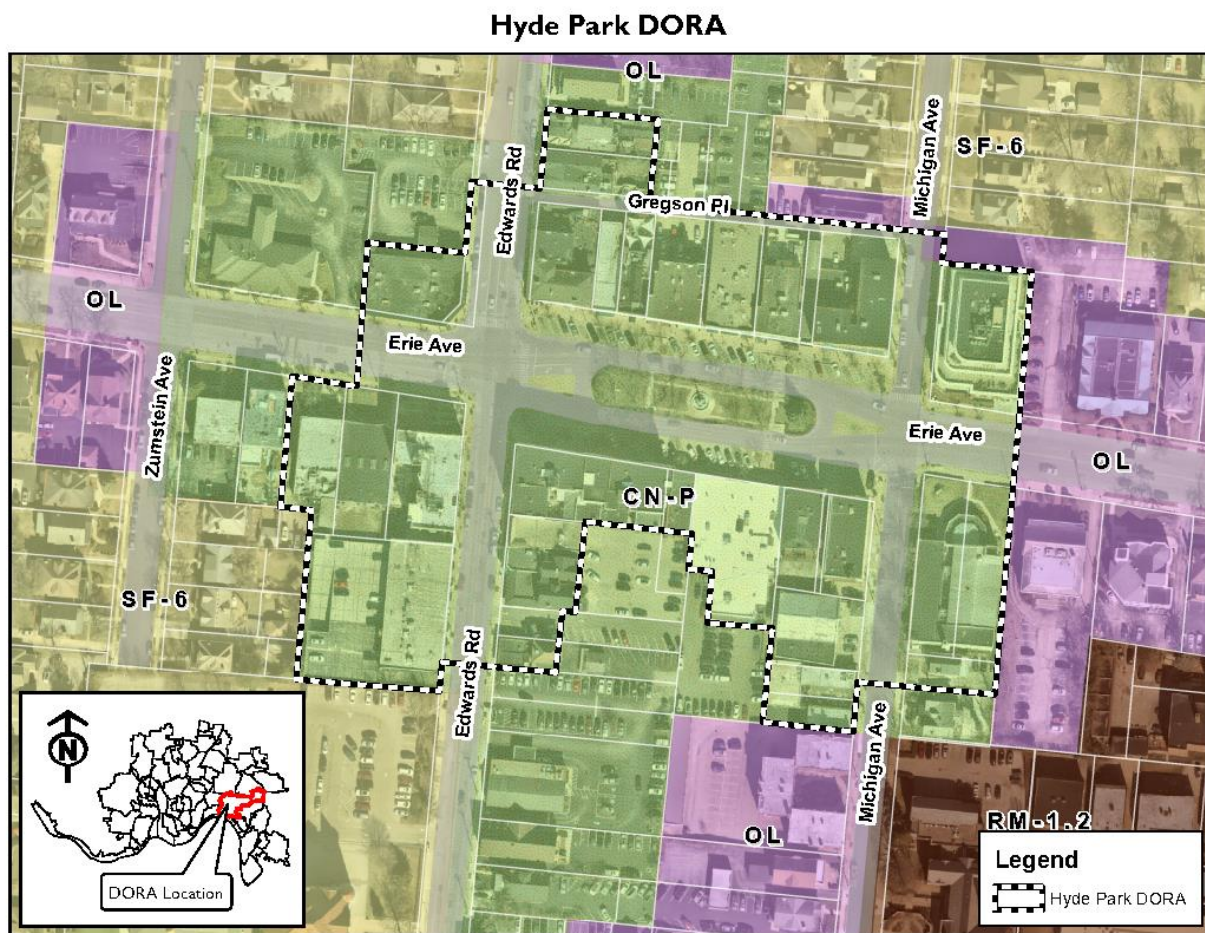 Hyde Park DORA
OL
Michigan Ave
SF-6
Edwards Rd
Gregson Pl
OL
Erie Ave
Zumstein Ave
Erie Ave
OL
CN-P
SF-6
Edwards Rd
Michigan Ave
N
RM-1.2
OL
Legend
DORA Location
Hyde Park DORA